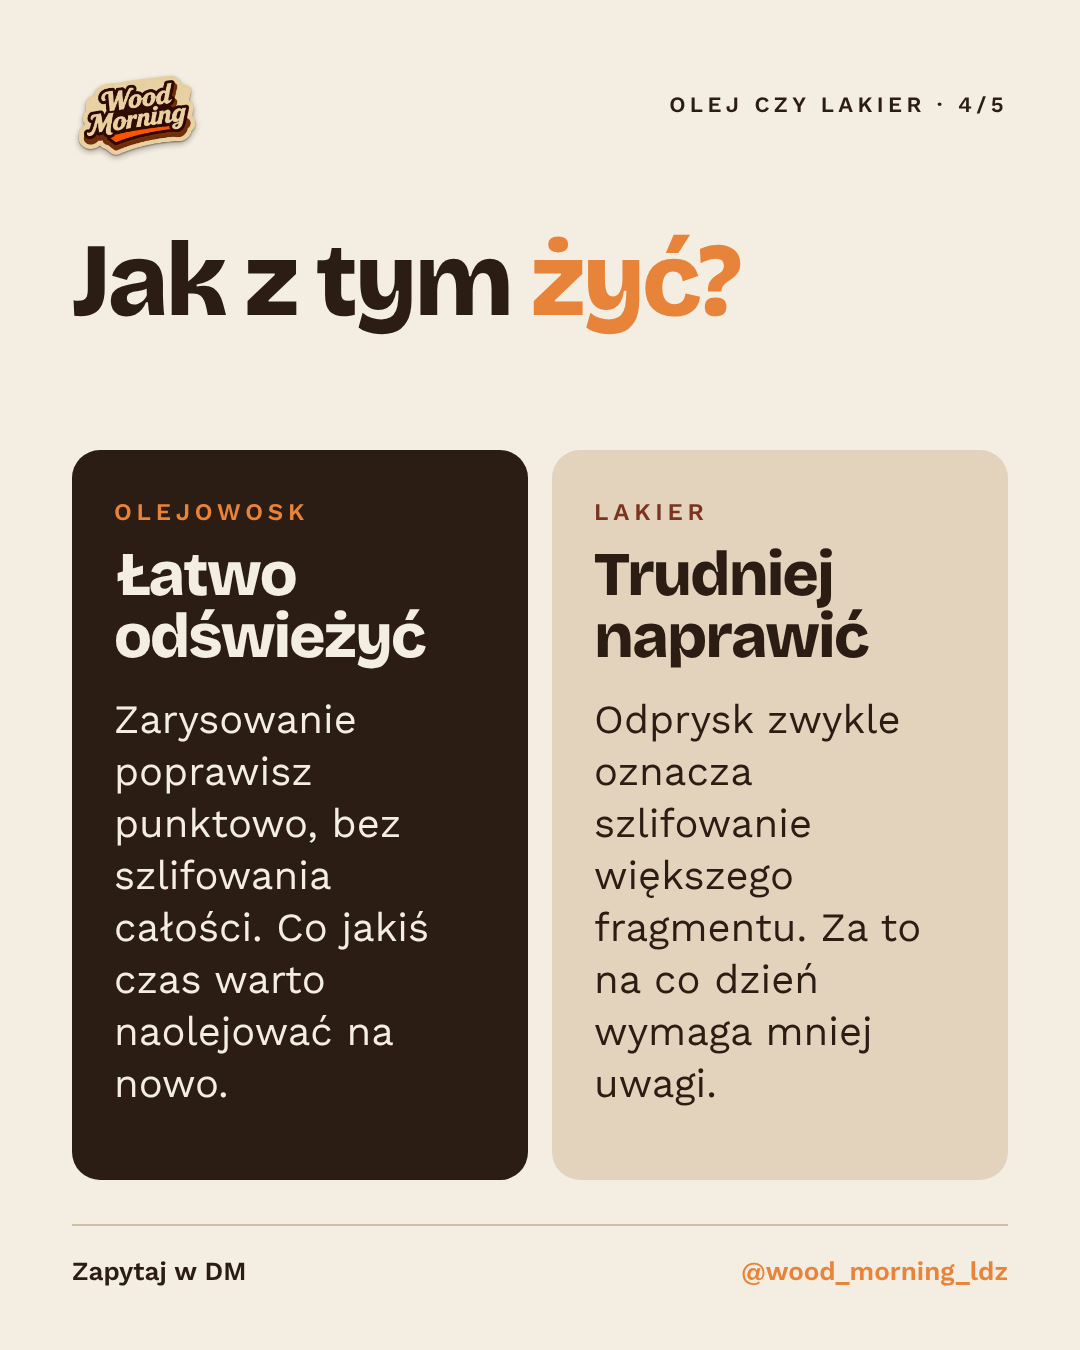 Wood
Morning
OLEJ CZY LAKIER · 4/5
Jak z tym żyć?
OLEJOWOSK
Łatwo
odświeżyć
Zarysowanie
poprawisz
punktowo, bez
szlifowania
całości. Co jakiś
czas warto
naolejować na
nowo.
LAKIER
Trudniej
naprawić
Odprysk zwykle
oznacza
szlifowanie
większego
fragmentu. Za to
na co dzień
wymaga mniej
uwagi.
Zapytaj w DM
@wood_morning_ldz